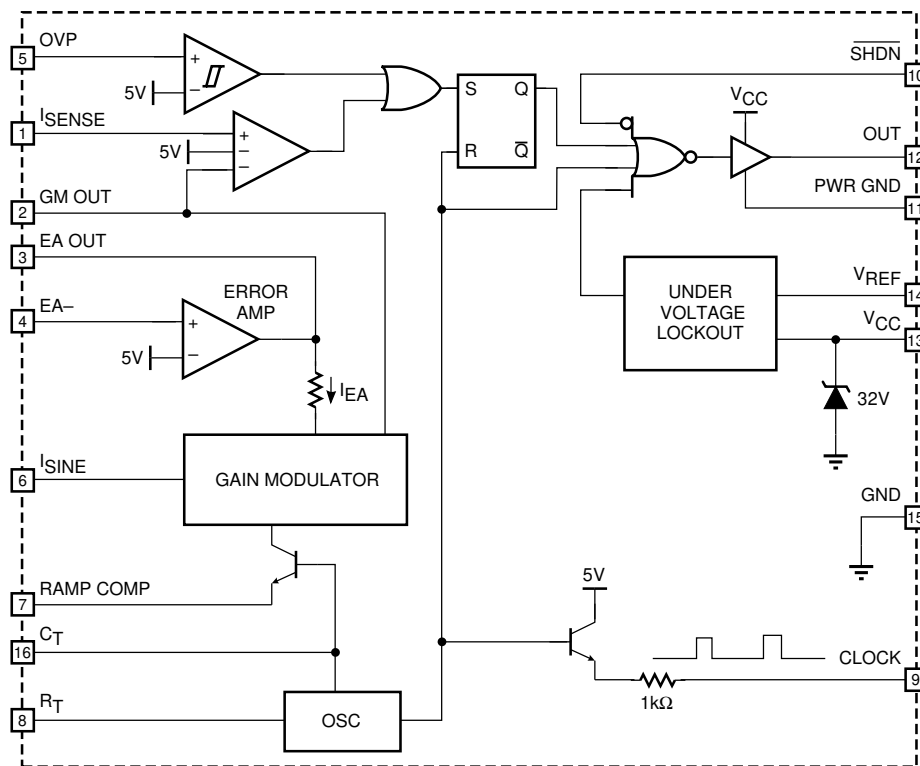 OVP
5
5V
+
−
ISENSE
1
+
5V
−
−
GM OUT
2
EA OUT
3
EA−
4
ERROR
AMP
+
5V
−
IEA
GAIN MODULATOR
ISINE
6
RAMP COMP
7
CT
16
RT
8
OSC
S Q
R Q̅
S̅H̅D̅N̅
10
VCC
OUT
12
PWR GND
11
UNDER
VOLTAGE
LOCKOUT
VREF
14
VCC
13
32V
GND
15
5V
1kΩ
CLOCK
9